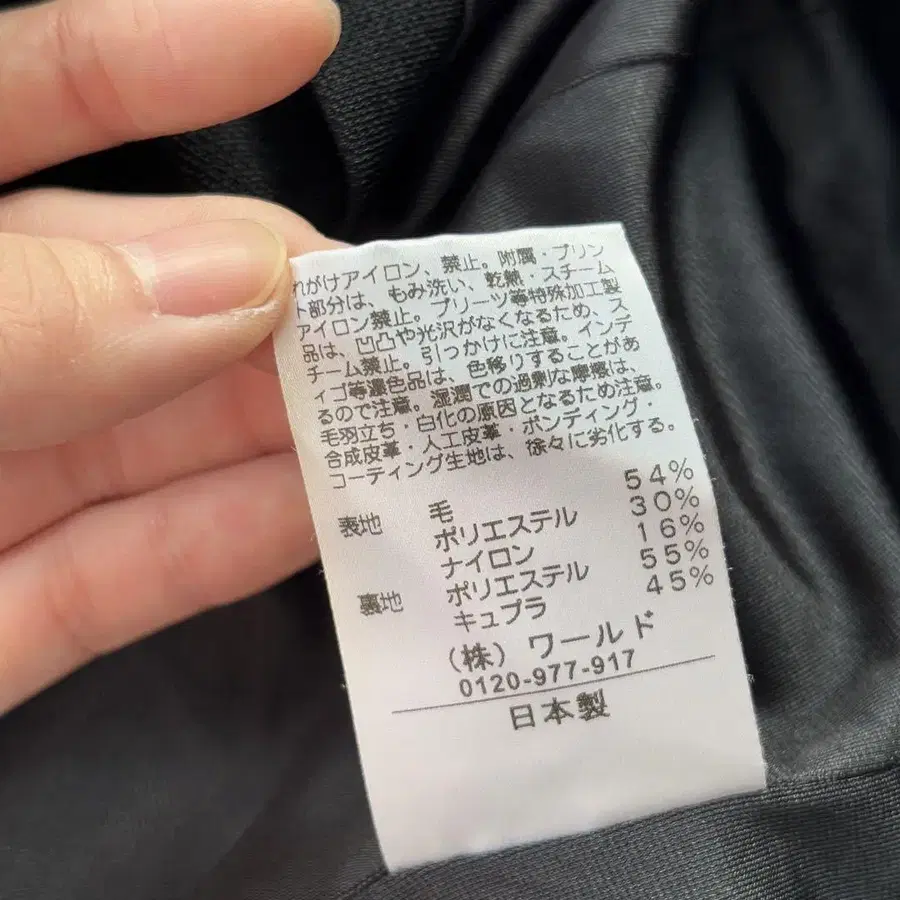 れがけアイロン、禁止。附属・プリン
ト部分は、もみ洗い、乾熱・スチーム
アイロン禁止。プリーツ等特殊加工製
品は、凹凸や光沢がなくなるため、ス
チーム禁止。引っかけに注意。インデ
ィゴ等濃色品は、色移りすることがあ
るので注意。湿潤での過剰な摩擦は、
毛羽立ち・白化の原因となるため注意。
合成皮革・人工皮革・ボンディング・
コーティング生地は、徐々に劣化する。
表地 毛 54%
ポリエステル 30%
ナイロン 16%
裏地 ポリエステル 55%
キュプラ 45%
(株) ワールド
0120-977-917
日本製